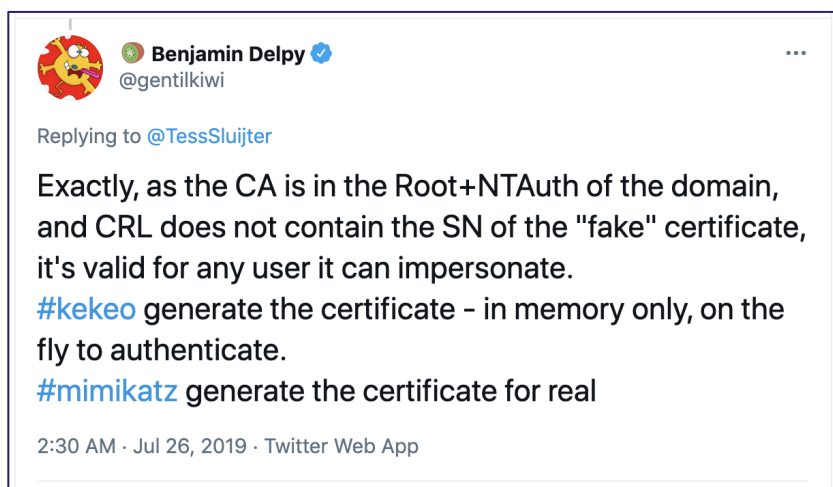 Benjamin Delpy
@gentilkiwi
Replying to @TessSluijter
Exactly, as the CA is in the Root+NTAuth of the domain,
and CRL does not contain the SN of the "fake" certificate,
it's valid for any user it can impersonate.
#kekeo generate the certificate - in memory only, on the
fly to authenticate.
#mimikatz generate the certificate for real
2:30 AM · Jul 26, 2019 · Twitter Web App